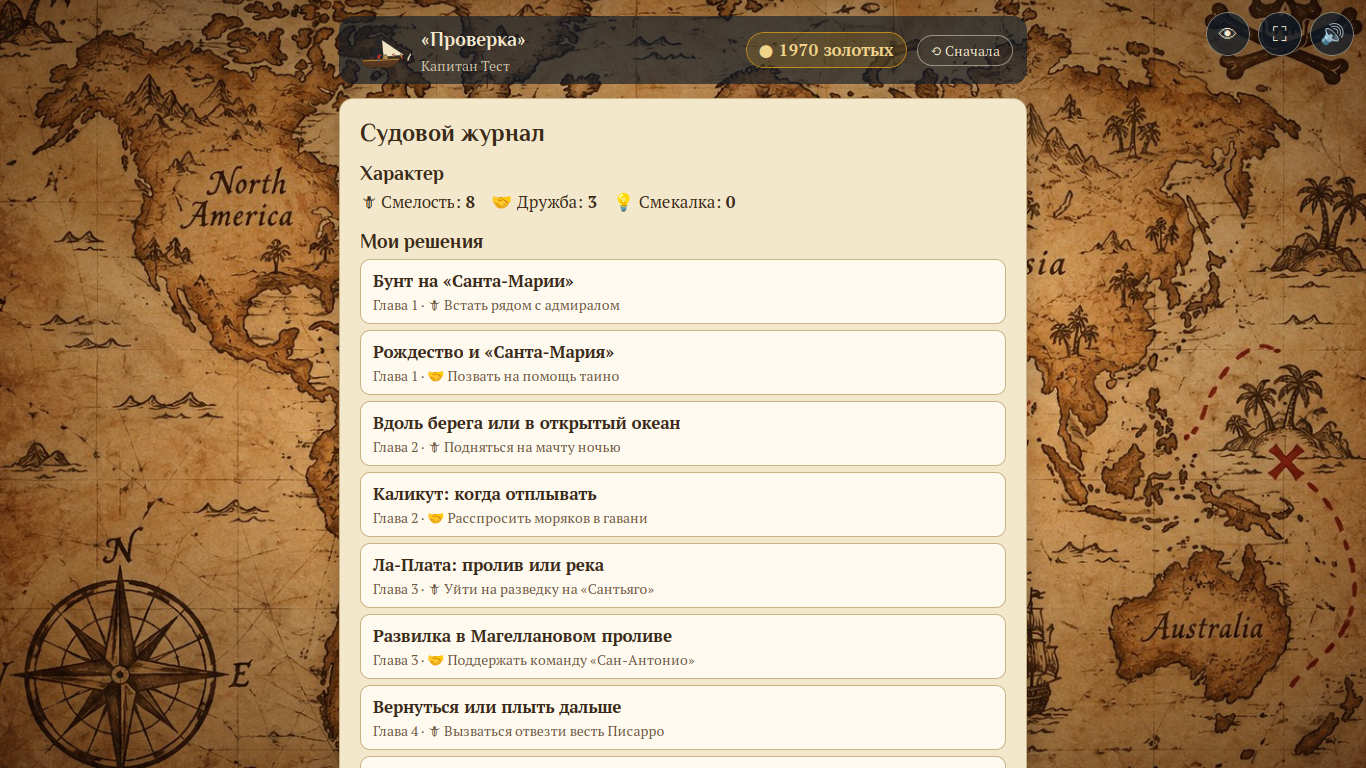 «Проверка»
Капитан Тест
1970 золотых
⟲ Сначала
Судовой журнал
Характер
Смелость: 8 Дружба: 3 Смекалка: 0
Мои решения
Бунт на «Санта-Марии»
Глава 1 · Встать рядом с адмиралом
Рождество и «Санта-Мария»
Глава 1 · Позвать на помощь таино
Вдоль берега или в открытый океан
Глава 2 · Подняться на мачту ночью
Каликут: когда отплывать
Глава 2 · Расспросить моряков в гавани
Ла-Плата: пролив или река
Глава 3 · Уйти на разведку на «Сантьяго»
Развилка в Магеллановом проливе
Глава 3 · Поддержать команду «Сан-Антонио»
Вернуться или плыть дальше
Глава 4 · Вызваться отвезти весть Писарро
North
America
sia
N
E
Australia